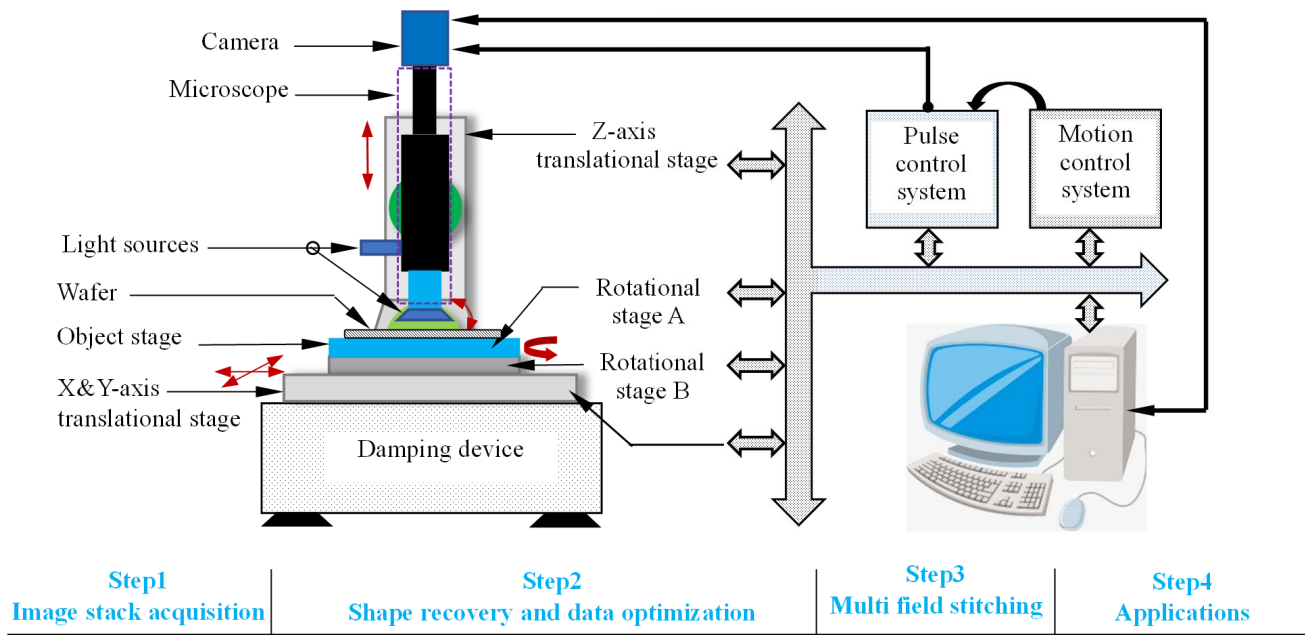 Camera
Microscope
Light sources
Wafer
Object stage
X&Y-axis
translational stage
Z-axis
translational stage
Rotational
stage A
Rotational
stage B
Damping device
Pulse
control
system
Motion
control
system
Step1
Image stack acquisition
Step2
Shape recovery and data optimization
Step3
Multi field stitching
Step4
Applications